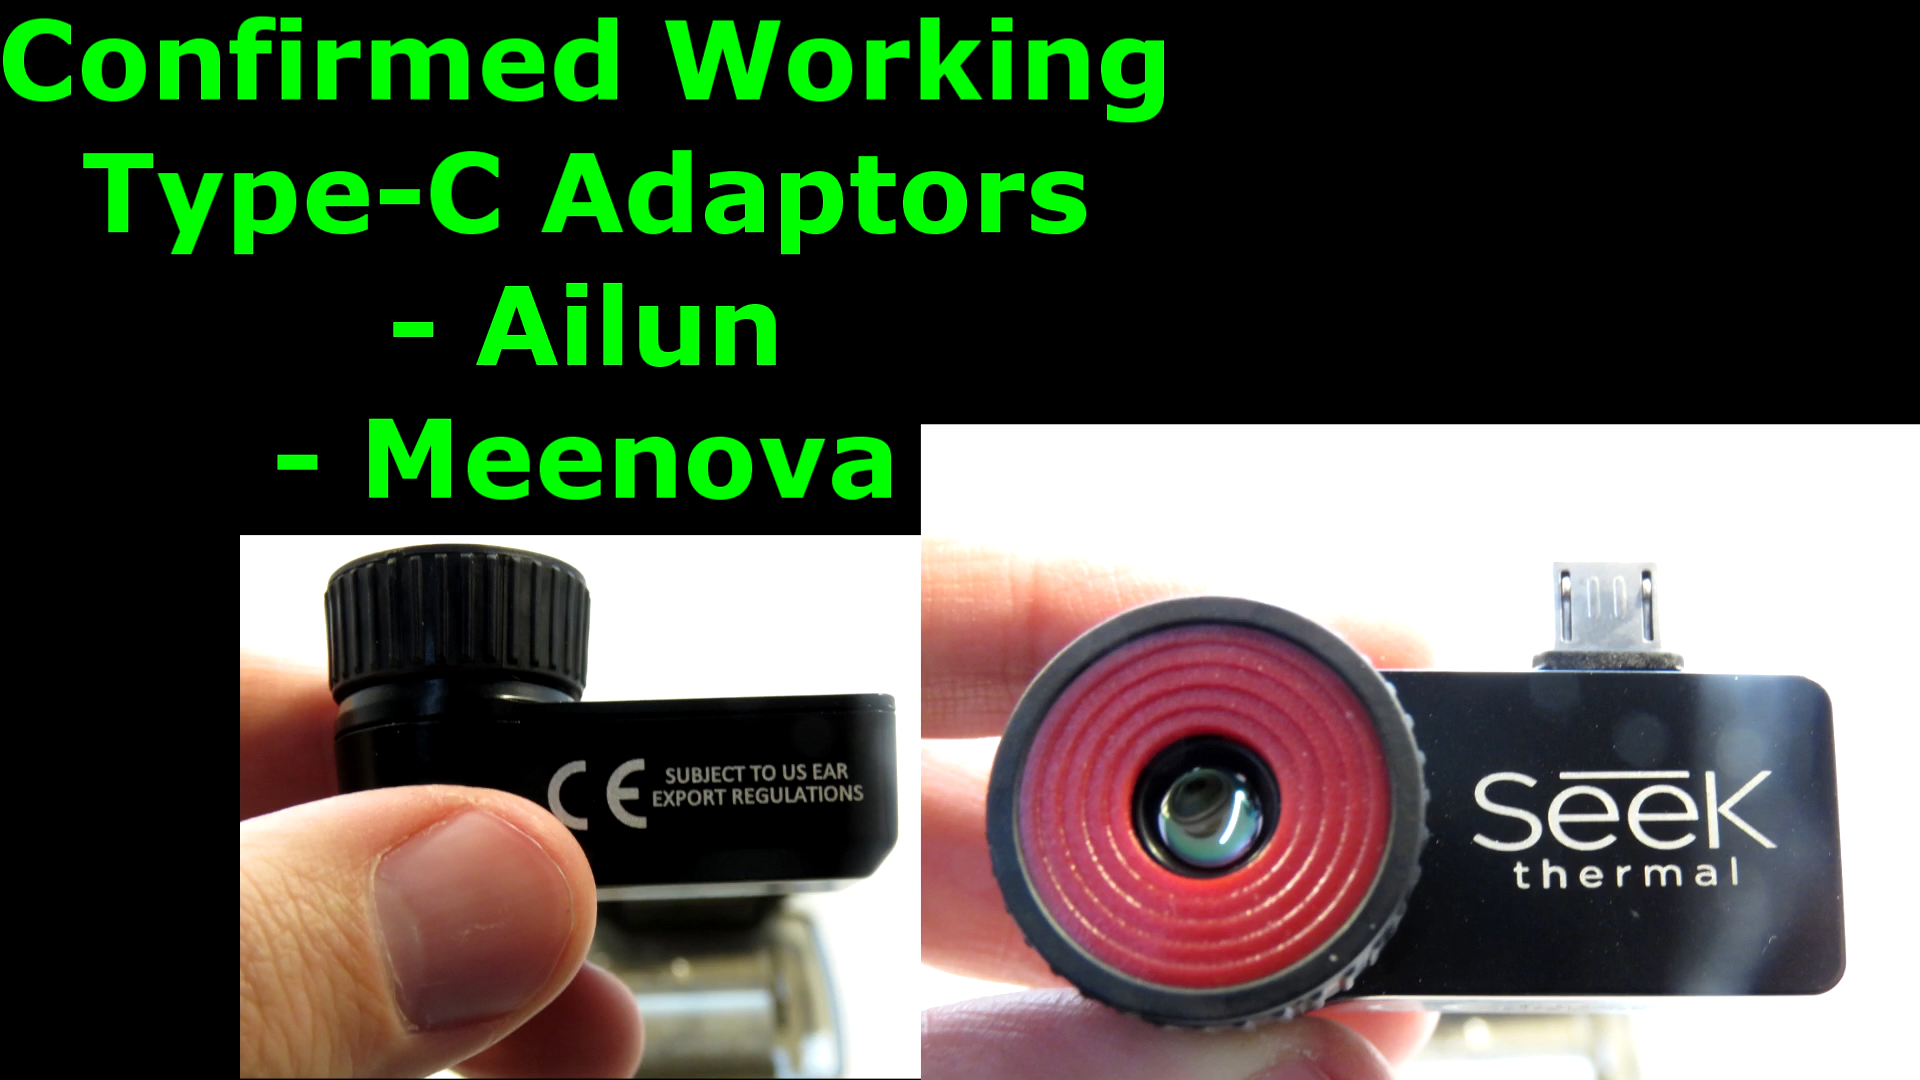 Confirmed Working
Type-C Adaptors
- Ailun
- Meenova
CE
SUBJECT TO US EAR
EXPORT REGULATIONS
Seek
thermal